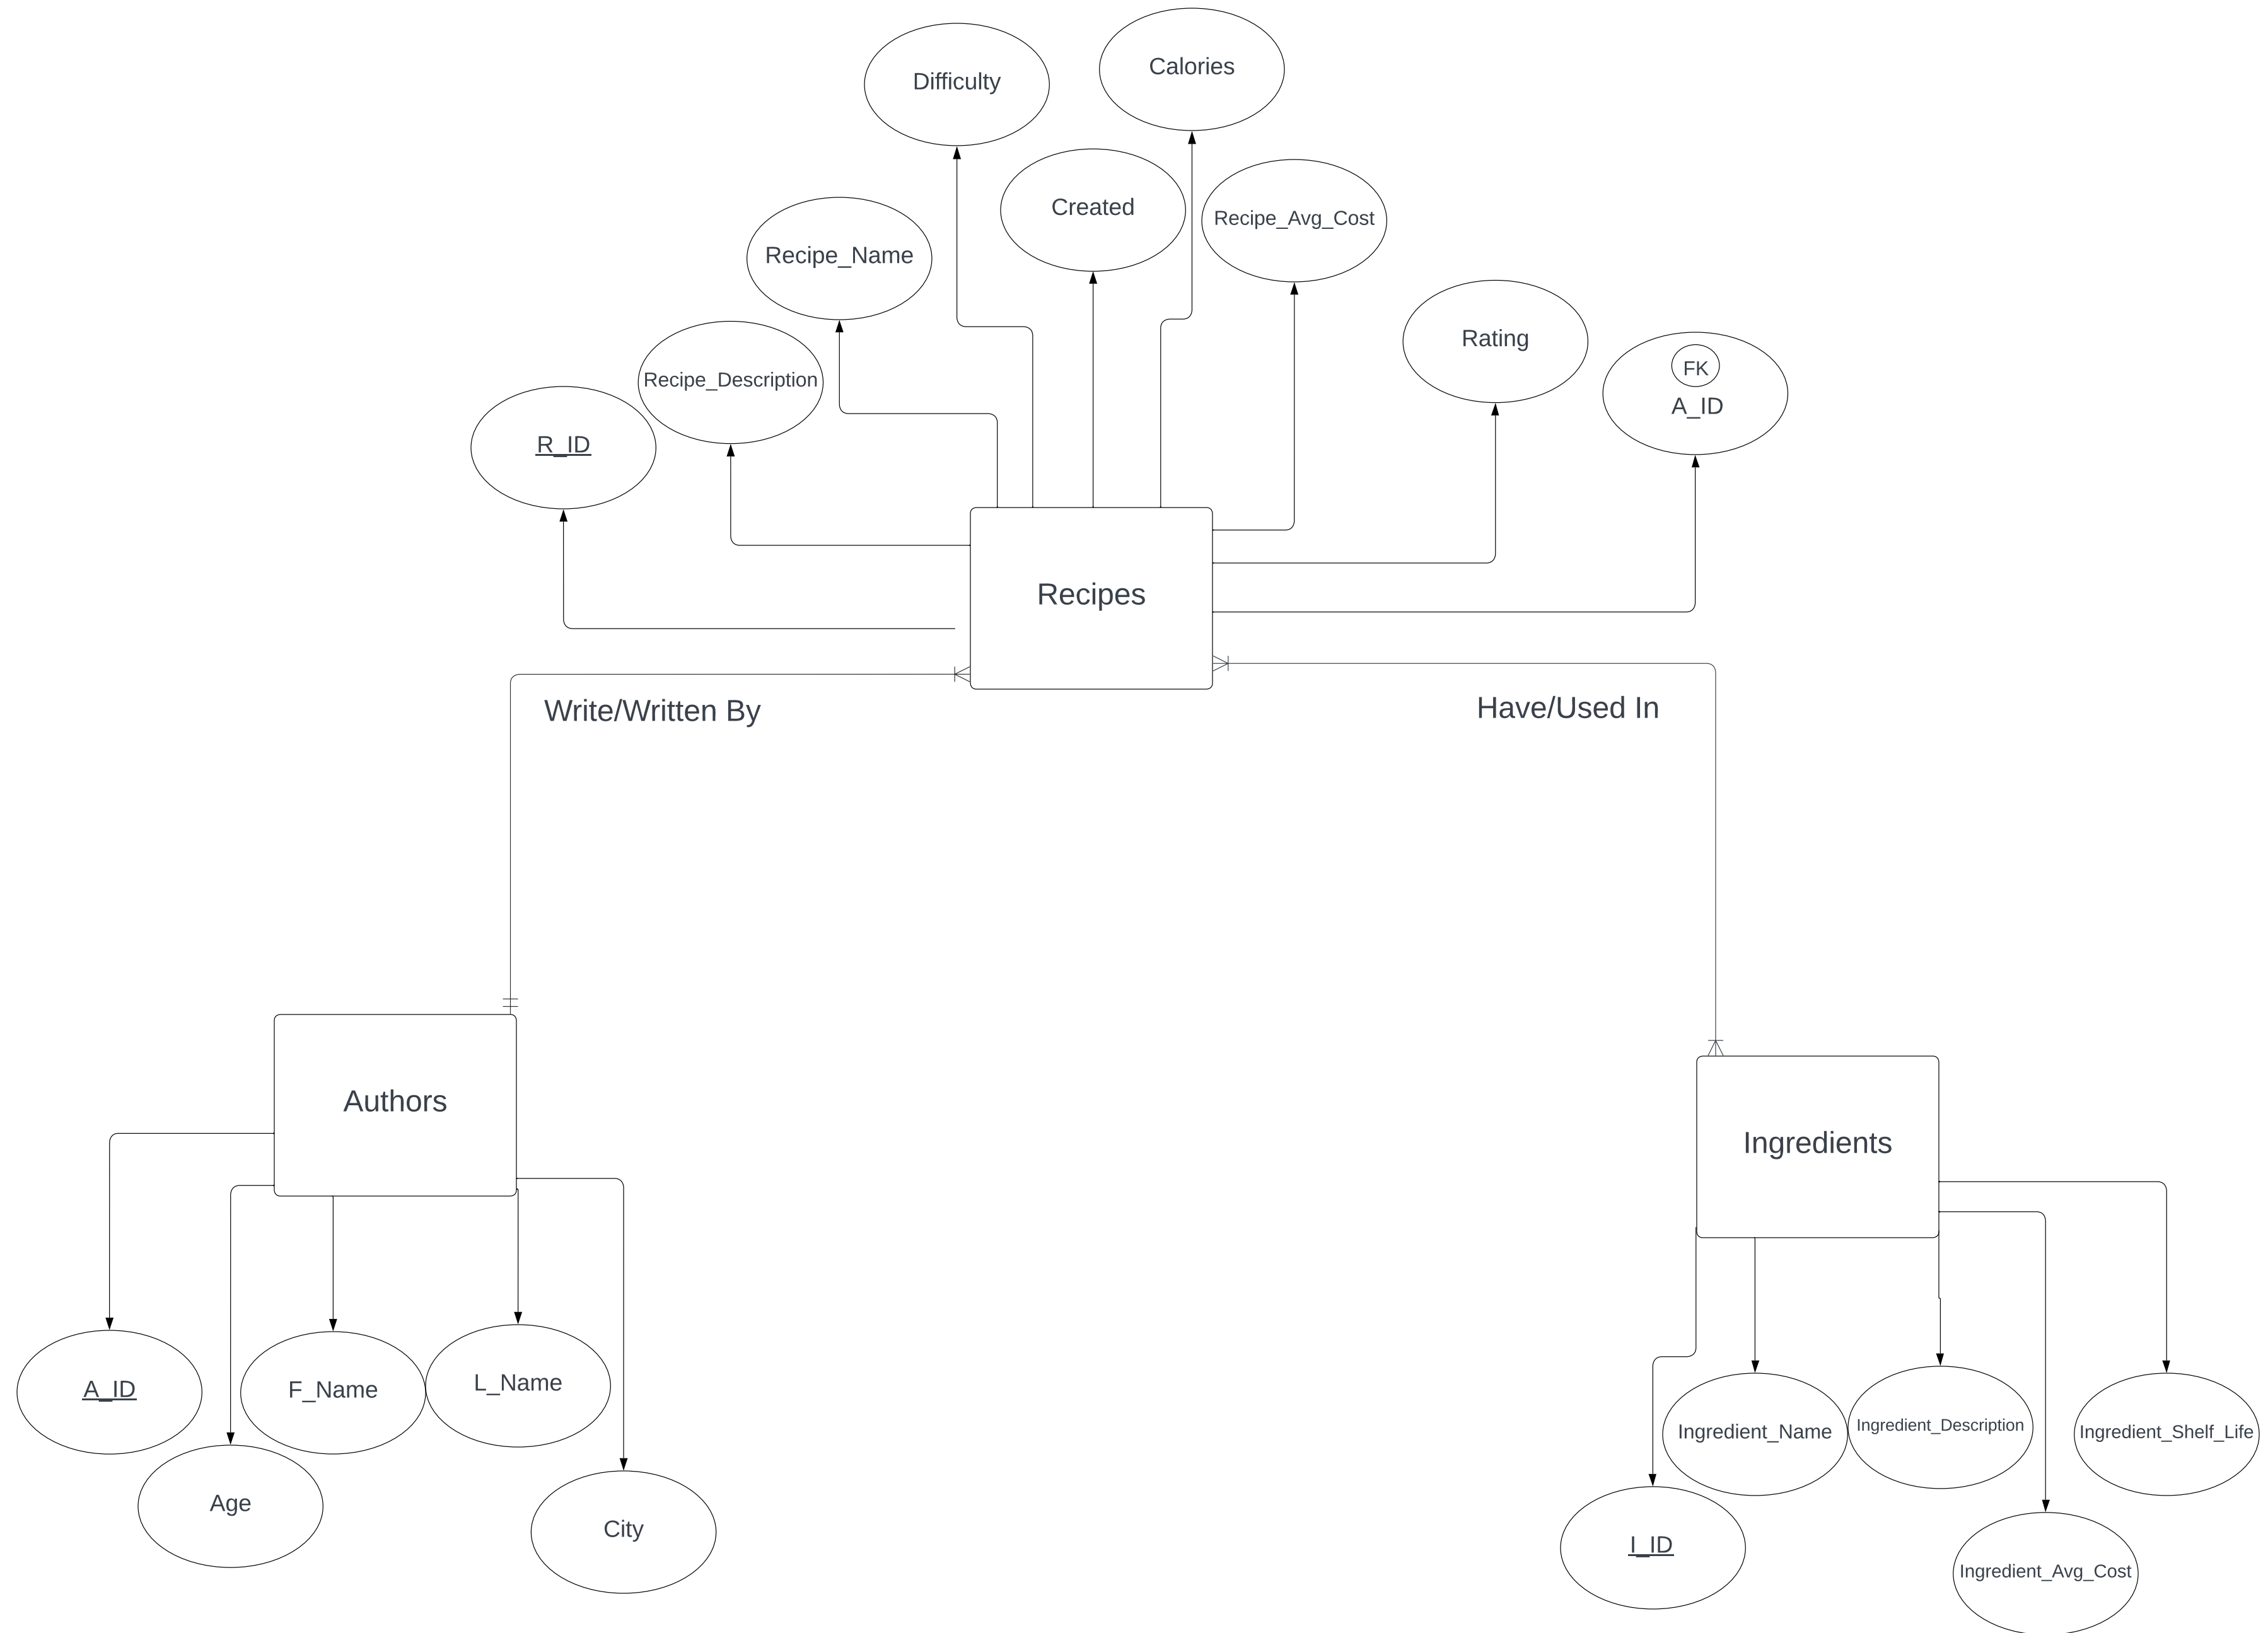 Calories
Difficulty
Created
Recipe_Avg_Cost
Recipe_Name
Rating
FK
A_ID
Recipe_Description
R_ID
Recipes
Write/Written By
Have/Used In
Authors
Ingredients
A_ID
F_Name
L_Name
Age
City
Ingredient_Name
Ingredient_Description
Ingredient_Shelf_Life
I_ID
Ingredient_Avg_Cost